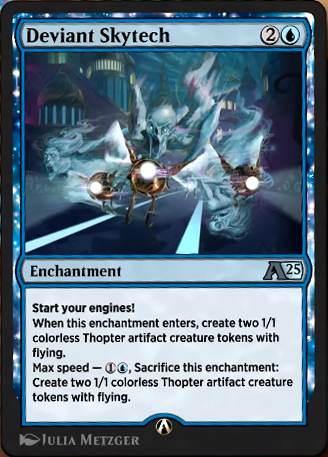 Deviant Skytech 2
Enchantment A25
Start your engines!
When this enchantment enters, create two 1/1
colorless Thopter artifact creature tokens with
flying.
Max speed — 1, Sacrifice this enchantment:
Create two 1/1 colorless Thopter artifact creature
tokens with flying.
Julia Metzger